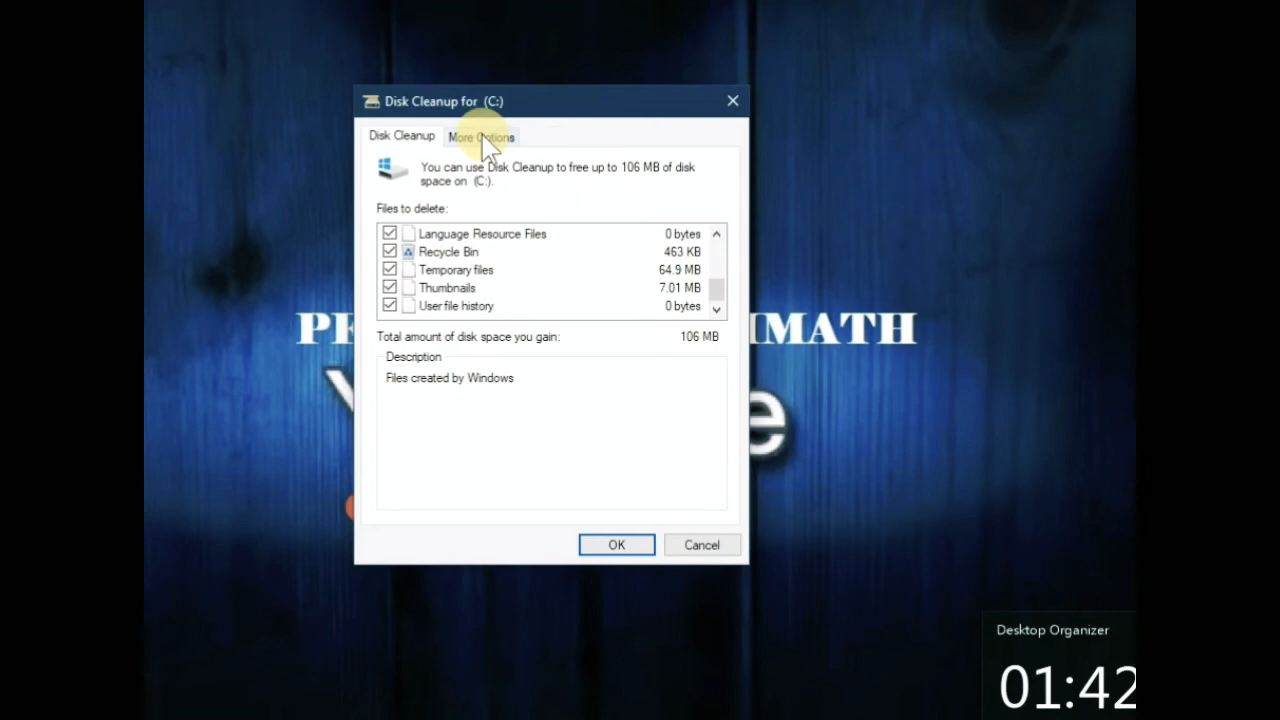 Disk Cleanup for (C:)
Disk Cleanup
More Options
You can use Disk Cleanup to free up to 106 MB of disk
space on (C:).
Files to delete:
Language Resource Files 0 bytes
Recycle Bin 463 KB
Temporary files 64.9 MB
Thumbnails 7.01 MB
User file history 0 bytes
Total amount of disk space you gain: 106 MB
Description
Files created by Windows
OK
Cancel
Desktop Organizer
01:42